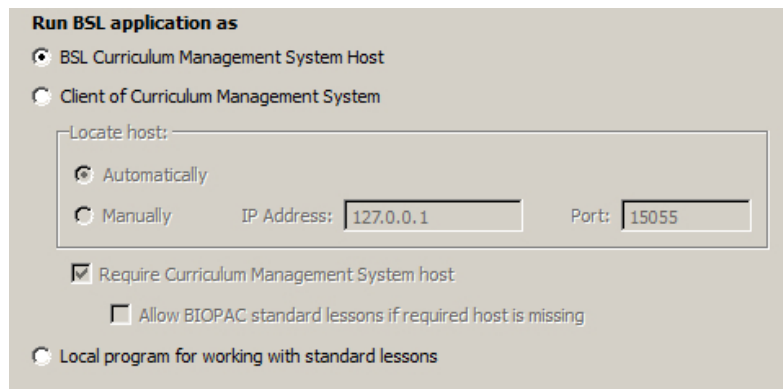 Run BSL application as
BSL Curriculum Management System Host
Client of Curriculum Management System
Locate host:
Automatically
Manually IP Address: 127.0.0.1 Port: 15055
Require Curriculum Management System host
Allow BIOPAC standard lessons if required host is missing
Local program for working with standard lessons